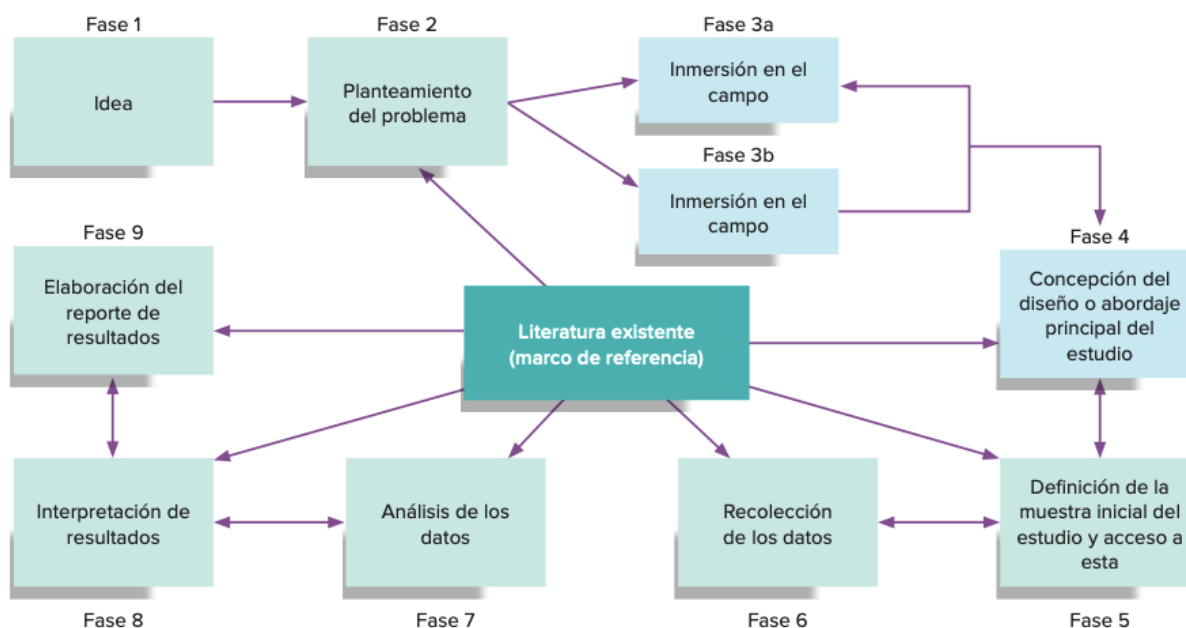 Fase 1
Idea
Fase 2
Planteamiento
del problema
Fase 3a
Inmersión en el
campo
Fase 3b
Inmersión en el
campo
Fase 4
Concepción del
diseño o abordaje
principal del
estudio
Fase 9
Elaboración del
reporte de
resultados
Literatura existente
(marco de referencia)
Interpretación de
resultados
Fase 8
Análisis de los
datos
Fase 7
Recolección
de los datos
Fase 6
Definición de la
muestra inicial del
estudio y acceso a
esta
Fase 5